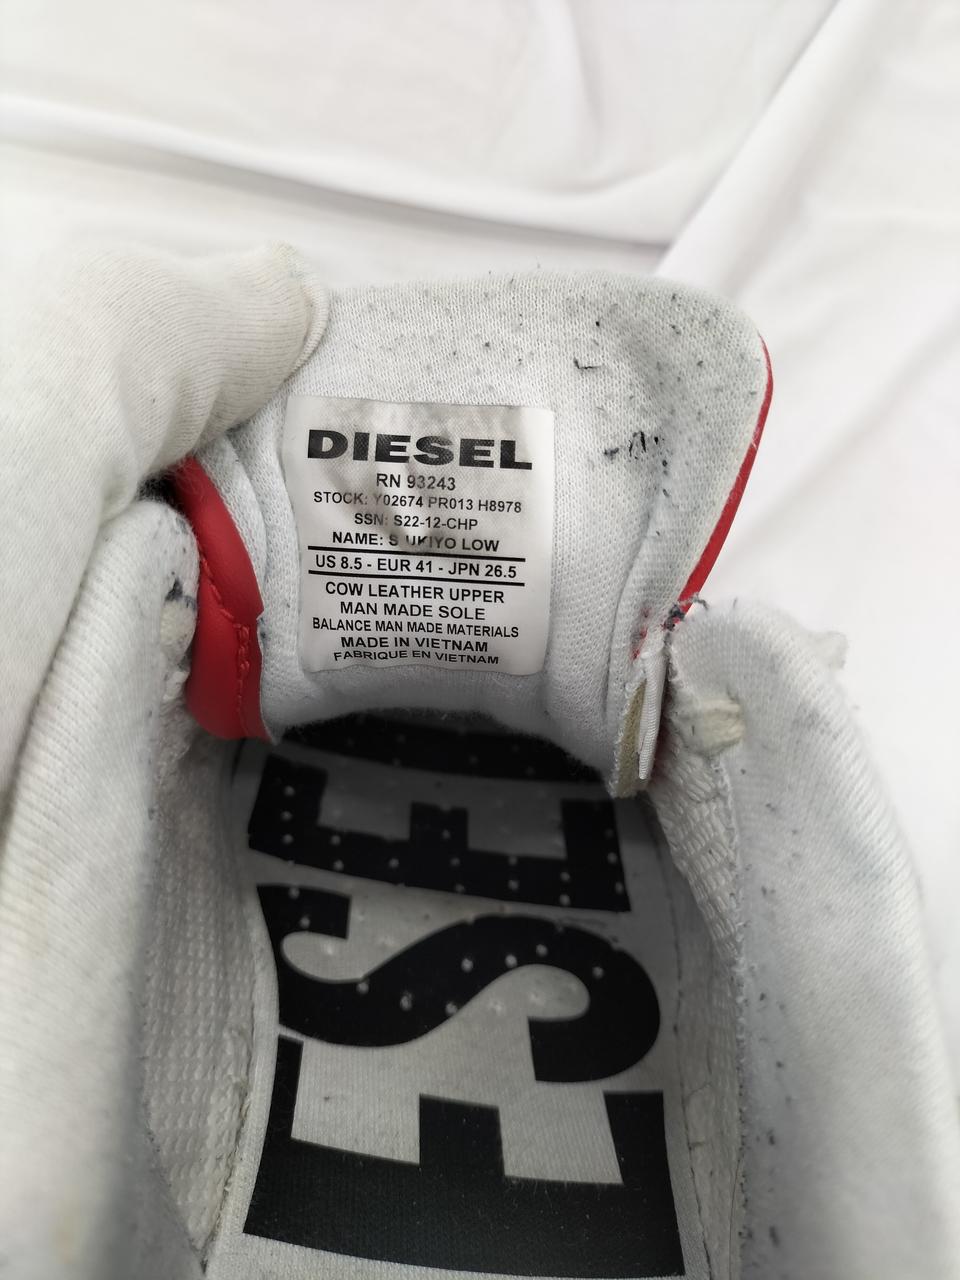 DIESEL
RN 93243
STOCK: Y02674 PR013 H8978
SSN: S22-12-CHP
NAME: S UKIYO LOW
US 8.5 - EUR 41 - JPN 26.5
COW LEATHER UPPER
MAN MADE SOLE
BALANCE MAN MADE MATERIALS
MADE IN VIETNAM
FABRIQUE EN VIETNAM
ESE